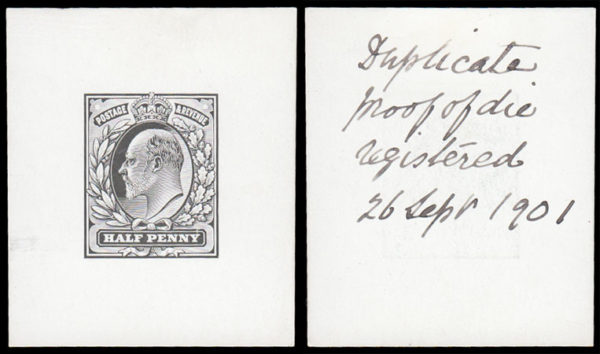 POSTAGE & REVENUE
HALF PENNY
Duplicate
proof of die
registered
26 Sept 1901